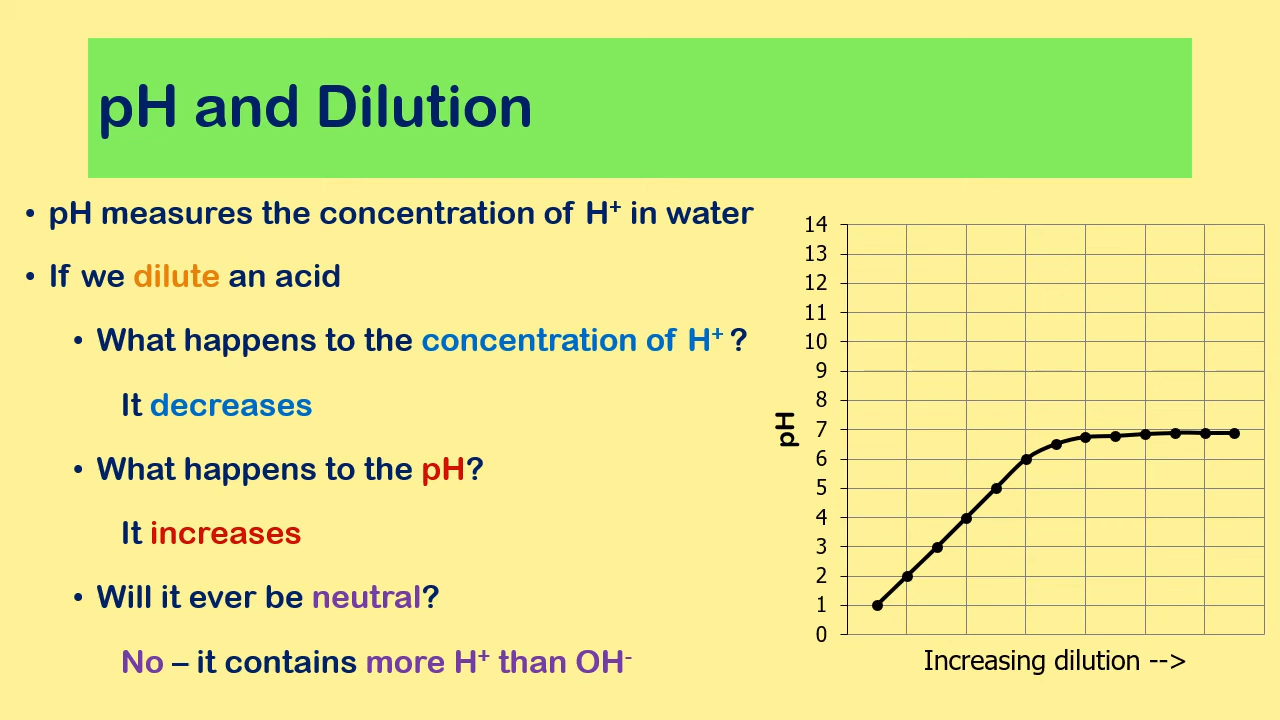 pH and Dilution
• pH measures the concentration of H⁺ in water
• If we dilute an acid
• What happens to the concentration of H⁺ ?
It decreases
• What happens to the pH?
It increases
• Will it ever be neutral?
No – it contains more H⁺ than OH⁻
pH
14
13
12
11
10
9
8
7
6
5
4
3
2
1
0
Increasing dilution -->